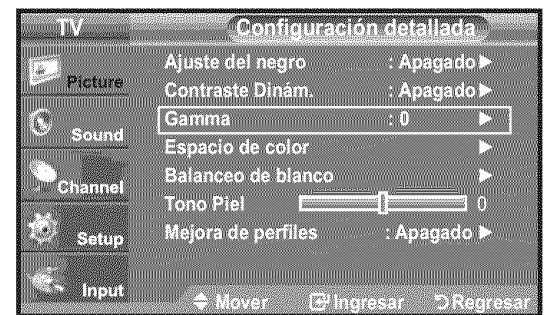 TV
Configuración detallada
Picture
Sound
Channel
Setup
Input
Ajuste del negro : Apagado►
Contraste Dinám. : Apagado►
Gamma : 0 ►
Espacio de color ►
Balanceo de blanco ►
Tono Piel 0
Mejora de perfiles : Apagado ►
Mover Ingresar Regresar